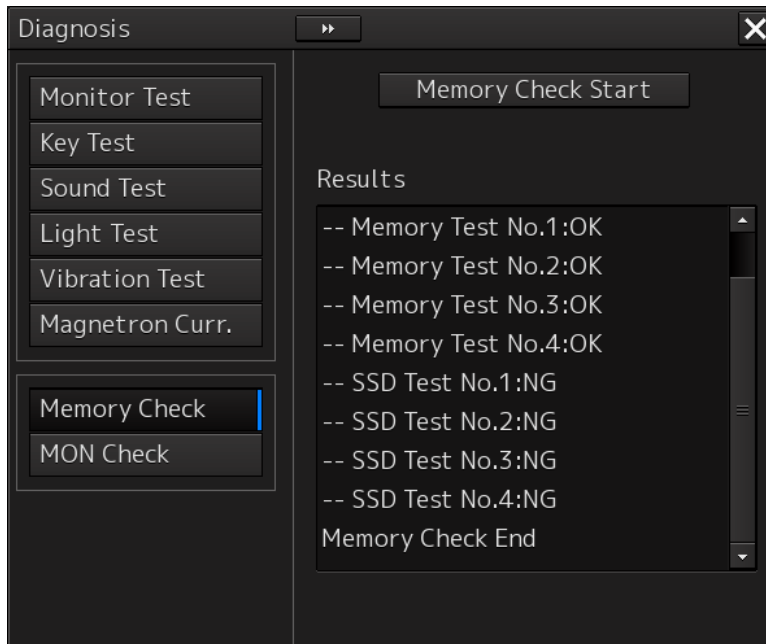 Diagnosis
Monitor Test
Key Test
Sound Test
Light Test
Vibration Test
Magnetron Curr.
Memory Check
MON Check
Memory Check Start
Results
-- Memory Test No.1:OK
-- Memory Test No.2:OK
-- Memory Test No.3:OK
-- Memory Test No.4:OK
-- SSD Test No.1:NG
-- SSD Test No.2:NG
-- SSD Test No.3:NG
-- SSD Test No.4:NG
Memory Check End